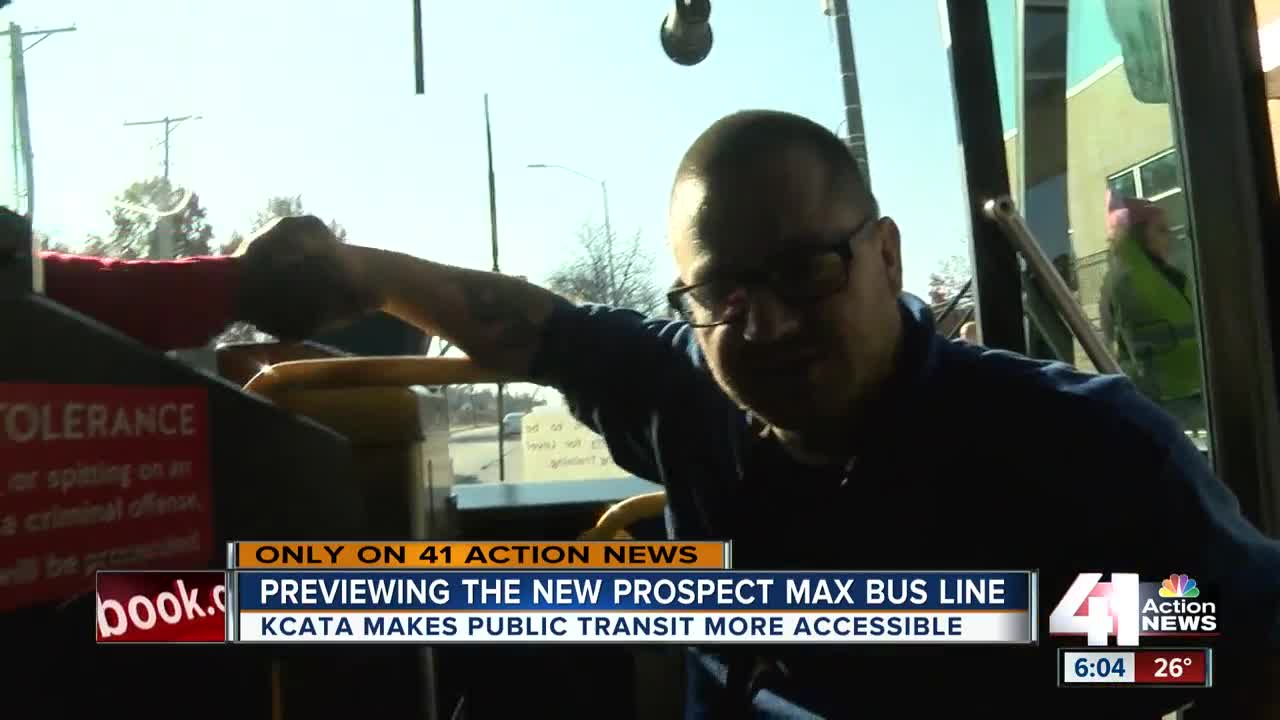 TOLERANCE
or spitting on an
a criminal offense,
will be prosecuted
ONLY ON 41 ACTION NEWS
PREVIEWING THE NEW PROSPECT MAX BUS LINE
KCATA MAKES PUBLIC TRANSIT MORE ACCESSIBLE
book.c
41 Action
NEWS
6:04 26°